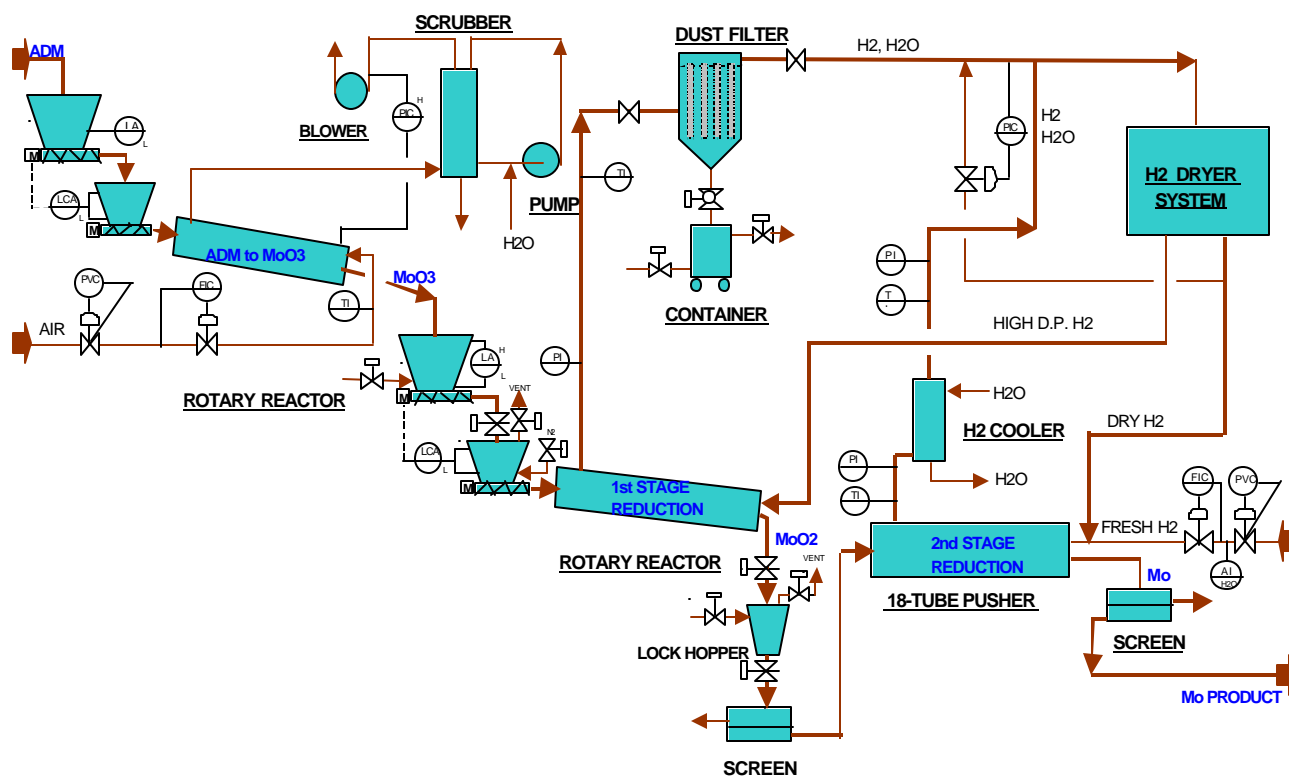 SCRUBBER
DUST FILTER
H2, H2O
ADM
H
LA
L
PIC
BLOWER
PIC
H2
H2O
M
H2 DRYER
SYSTEM
TI
PUMP
LCA
L
M
H2O
ADM to MoO3
PI
MoO3
PVC
FIC
TI
T
CONTAINER
AIR
HIGH D.P. H2
H
LA
L
PI
VENT
M
H2O
ROTARY REACTOR
DRY H2
H2 COOLER
N2
LCA
L
PI
H2O
M
1st STAGE
REDUCTION
TI
FIC
PVC
FRESH H2
MoO2
2nd STAGE
REDUCTION
VENT
ROTARY REACTOR
AI
H2O
Mo
18-TUBE PUSHER
LOCK HOPPER
SCREEN
Mo PRODUCT
SCREEN